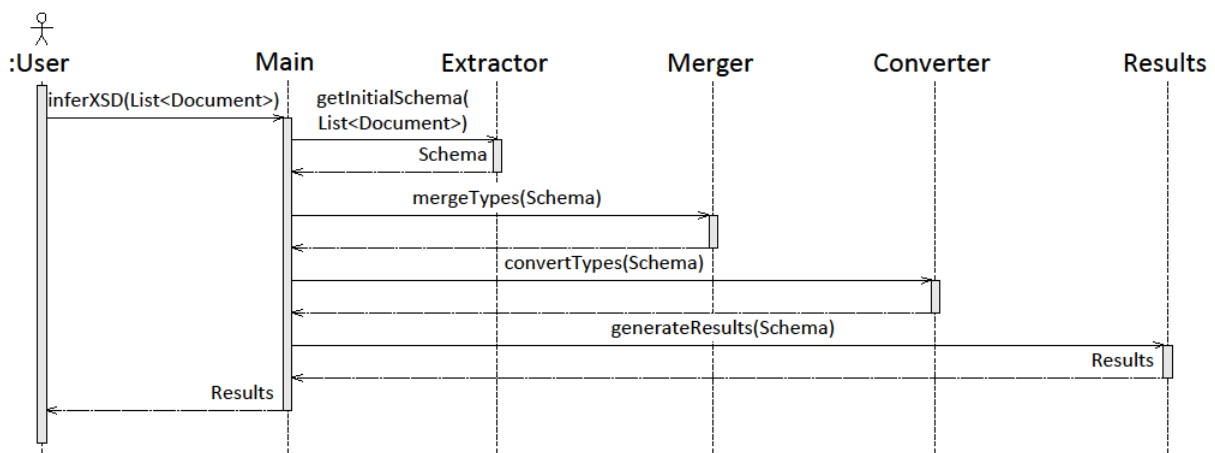 :User
Main
Extractor
Merger
Converter
Results
inferXSD(List<Document>)
getInitialSchema(
List<Document>)
Schema
mergeTypes(Schema)
convertTypes(Schema)
generateResults(Schema)
Results
Results